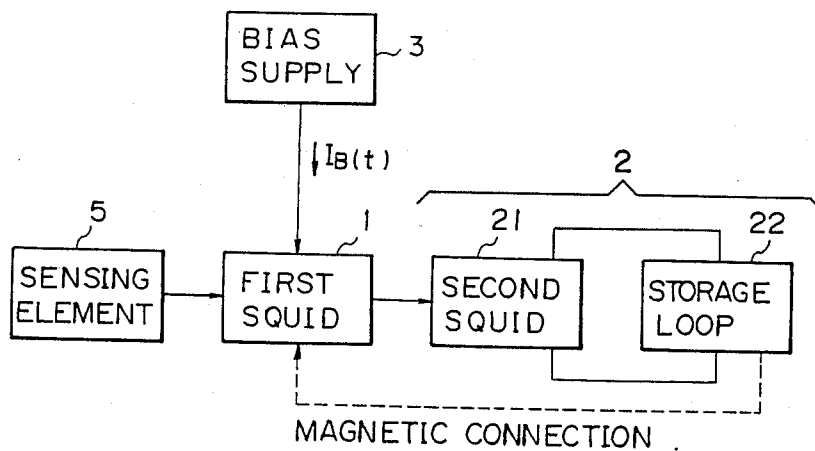 BIAS
SUPPLY
3
IB(t)
2
5
1
21
22
SENSING
ELEMENT
FIRST
SQUID
SECOND
SQUID
STORAGE
LOOP
MAGNETIC CONNECTION .